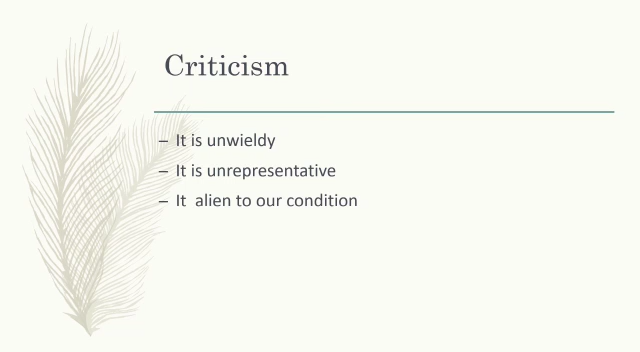 Criticism
– It is unwieldy
– It is unrepresentative
– It  alien to our condition